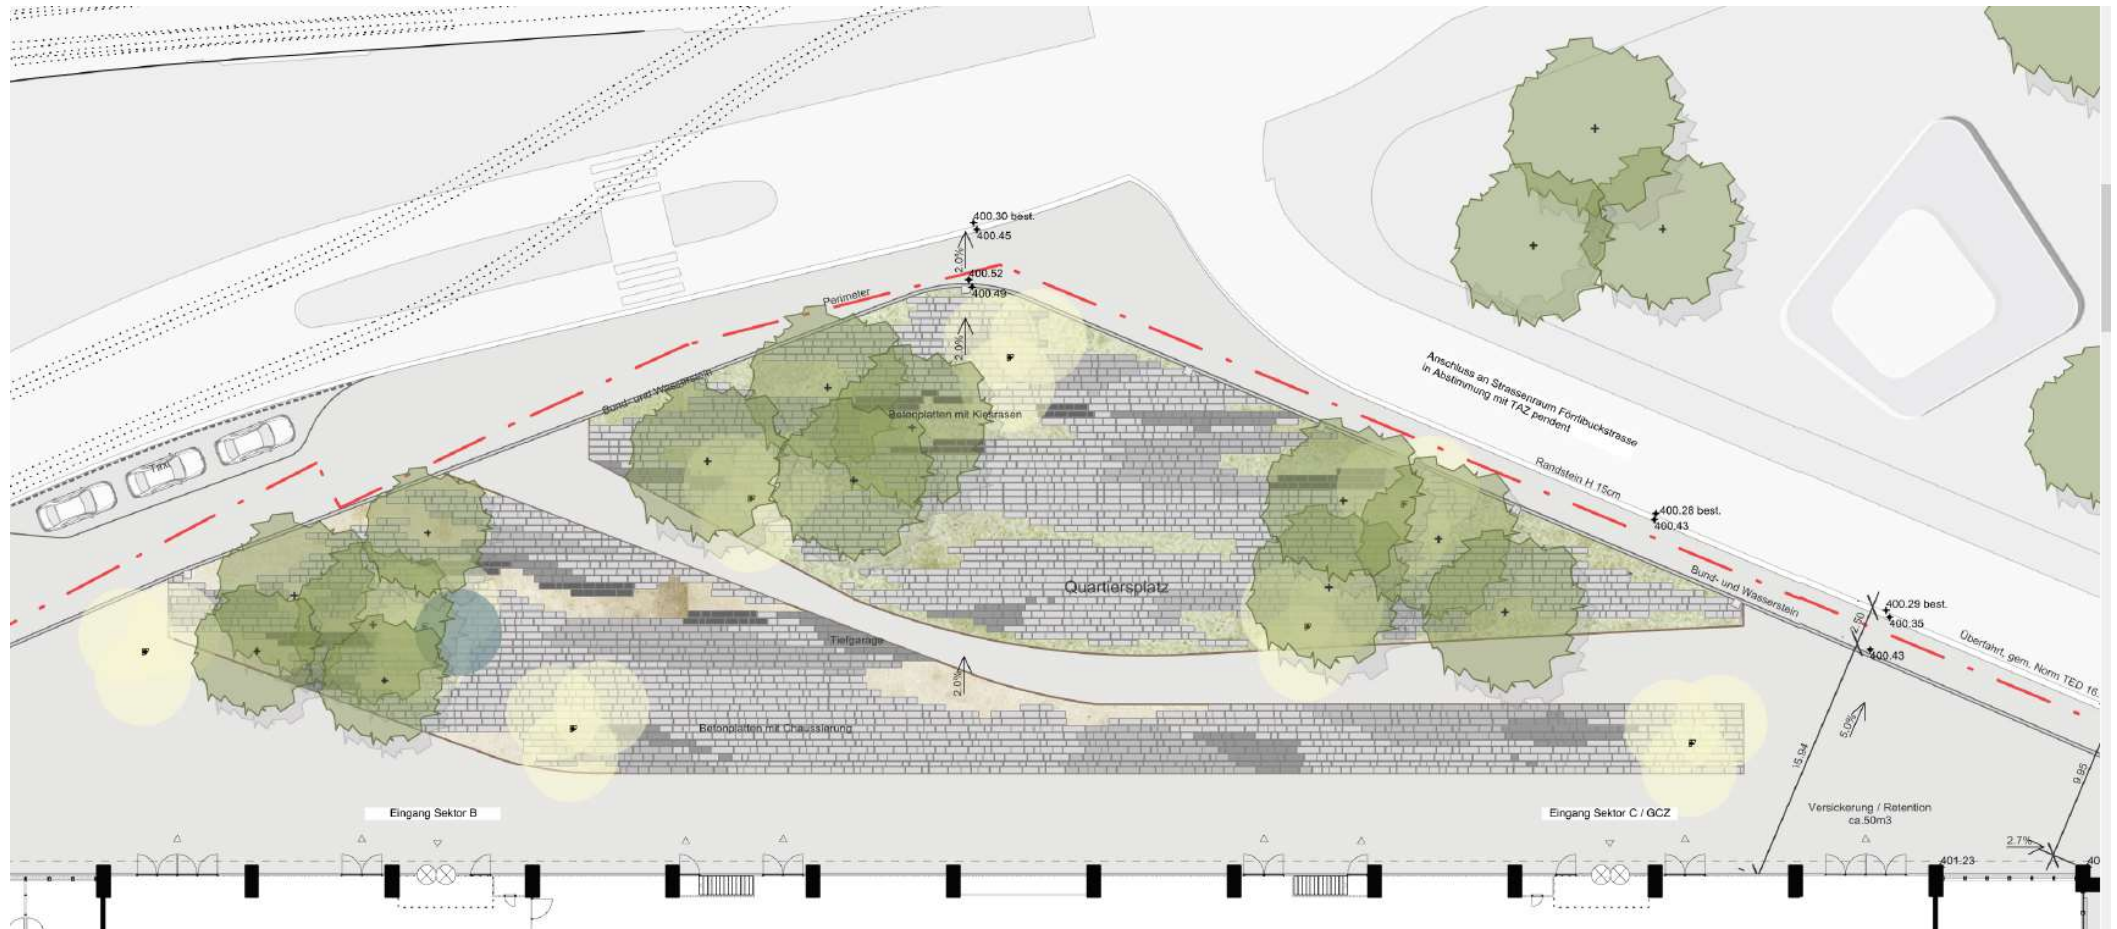 400.30 best.
400.45
2.0%
400.52
400.49
Perimeter
2.0%
Bund- und Wasserstein
Betonplatten mit Kiesrasen
Anschluss an Strassenraum Förrlibuckstrasse
in Abstimmung mit TAZ pendent
Taxi
Randstein H 15cm
400.28 best.
400.43
Quartiersplatz
Bund- und Wasserstein
400.29 best.
400.35
2.50
400.43
Überfahrt, gem. Norm TED 16.
Tiefgarage
2.0%
Betonplatten mit Chaussierung
5.0%
15.94
9.95
Eingang Sektor B
Eingang Sektor C / GCZ
Versickerung / Retention
ca.50m3
2.7%
401.23
40